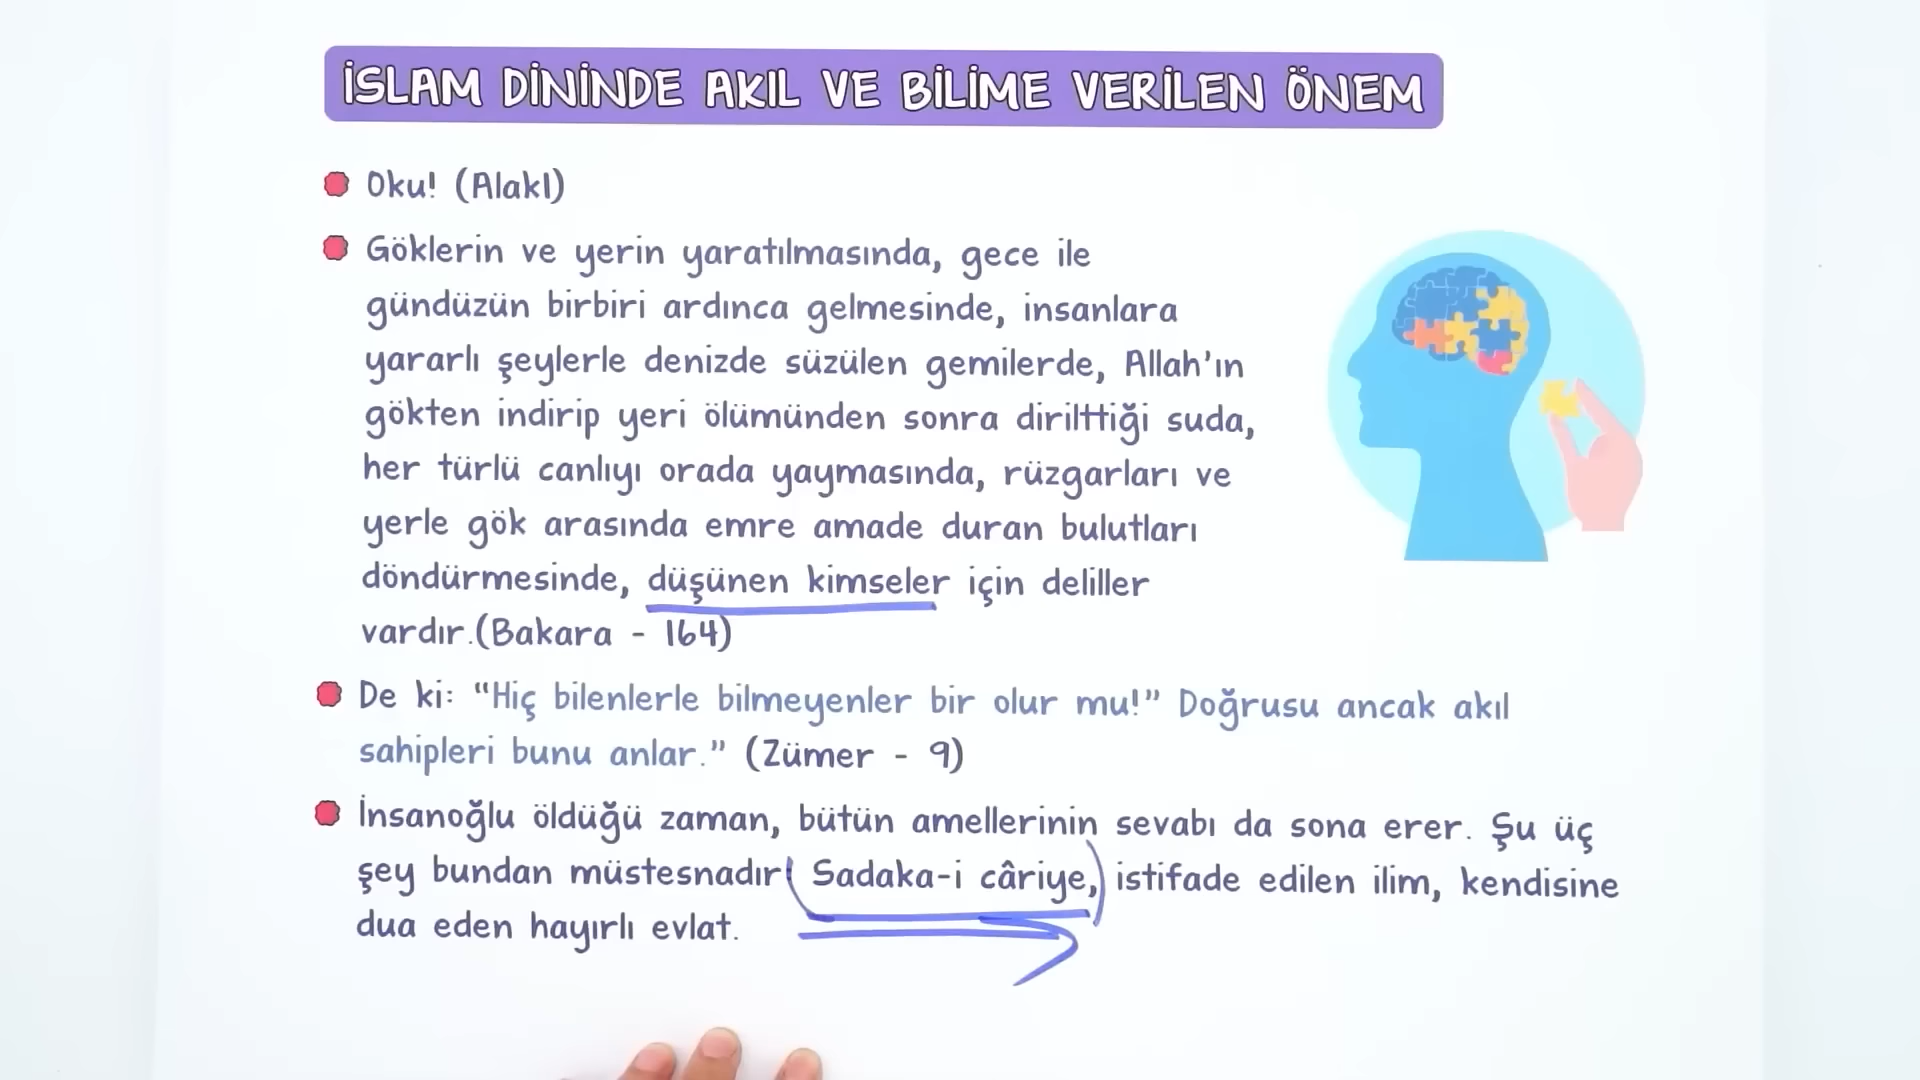 İSLAM DİNİNDE AKIL VE BİLİME VERİLEN ÖNEM
Oku! (Alak1)
Göklerin ve yerin yaratılmasında, gece ile
gündüzün birbiri ardınca gelmesinde, insanlara
yararlı şeylerle denizde süzülen gemilerde, Allah'ın
gökten indirip yeri ölümünden sonra dirilttiği suda,
her türlü canlıyı orada yaymasında, rüzgarları ve
yerle gök arasında emre amade duran bulutları
döndürmesinde, düşünen kimseler için deliller
vardır.(Bakara - 164)
De ki: "Hiç bilenlerle bilmeyenler bir olur mu!" Doğrusu ancak akıl
sahipleri bunu anlar." (Zümer - 9)
İnsanoğlu öldüğü zaman, bütün amellerinin sevabı da sona erer. Şu üç
şey bundan müstesnadır: Sadaka-i câriye, istifade edilen ilim, kendisine
dua eden hayırlı evlat.